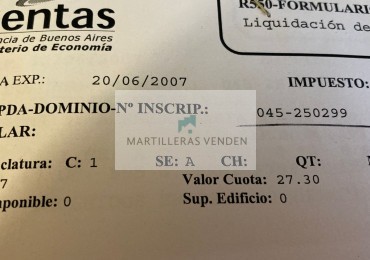 entas
R550-FORMULARI
ncia de Buenos Aires
Liquidación de
terio de Economía
A EXP.: 20/06/2007 IMPUESTO:
PDA-DOMINIO-Nº INSCRIP.: 045-250299
LAR:
MARTILLERAS VENDEN
clatura: C: 1 SE: A CH: QT:
7 Valor Cuota: 27.30
ponible: 0 Sup. Edificio: 0